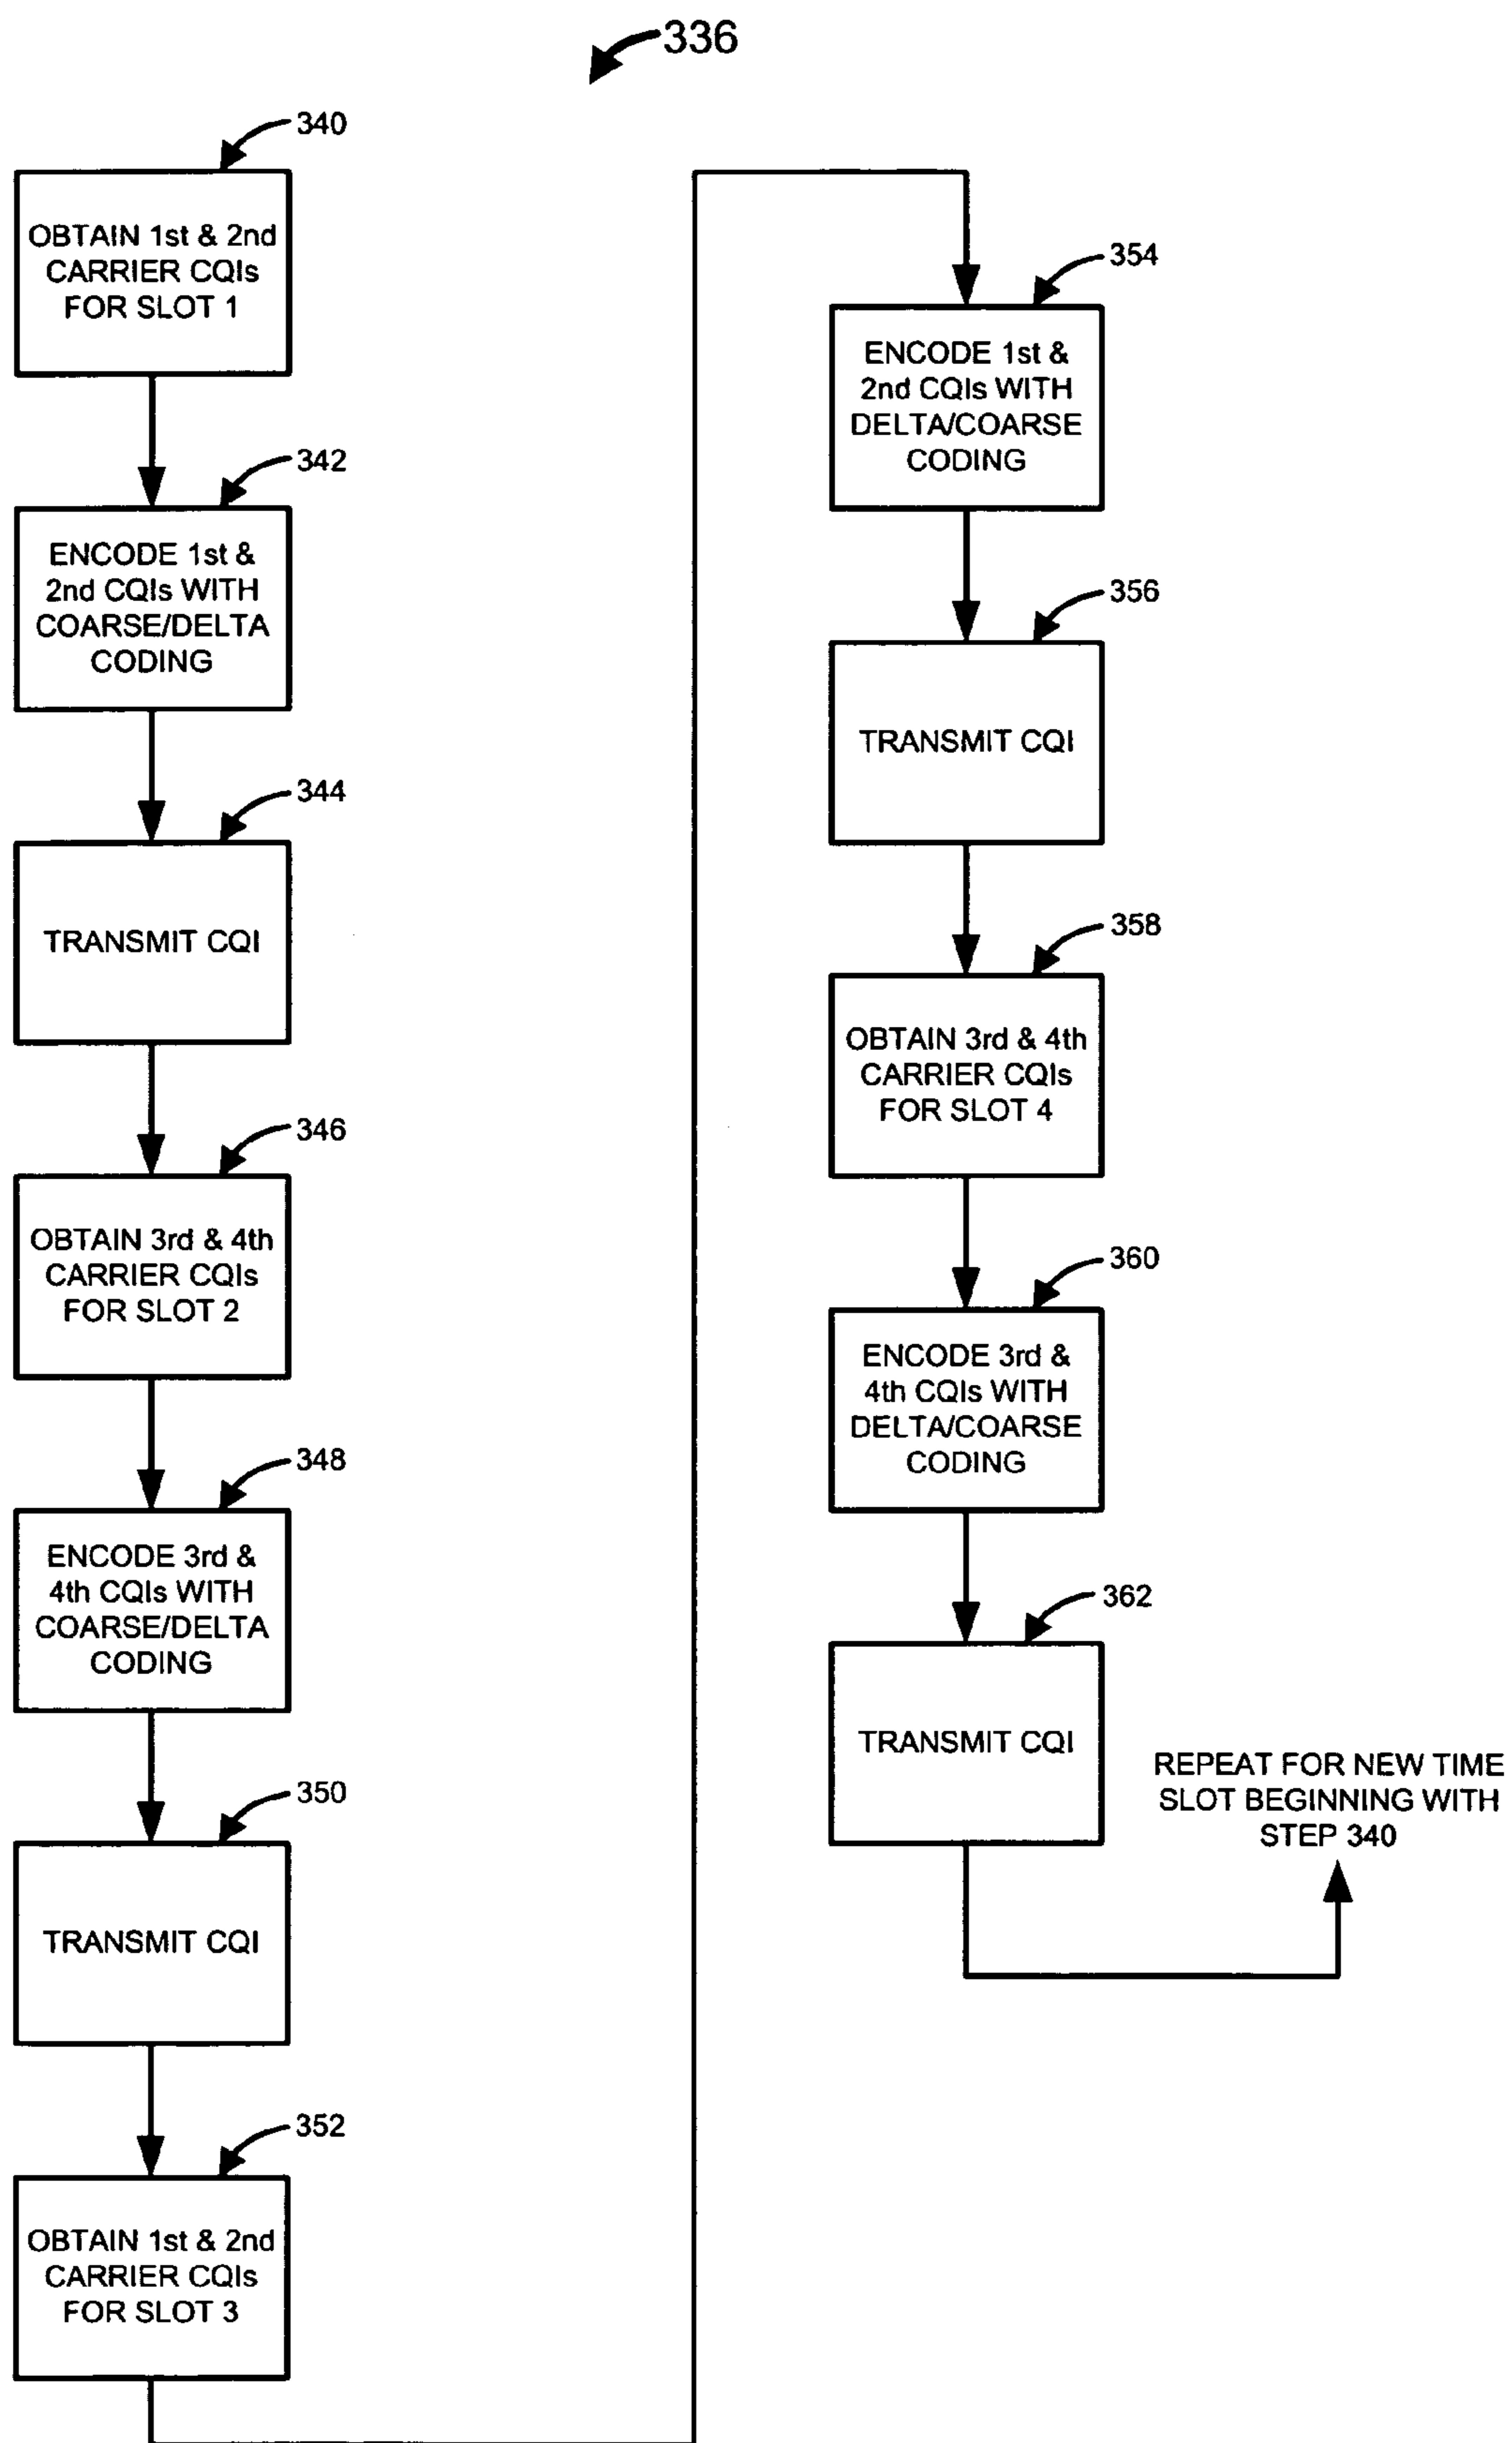 336
340
OBTAIN 1st & 2nd
CARRIER CQIs
FOR SLOT 1
342
ENCODE 1st &
2nd CQIs WITH
COARSE/DELTA
CODING
344
TRANSMIT CQI
346
OBTAIN 3rd & 4th
CARRIER CQIs
FOR SLOT 2
348
ENCODE 3rd &
4th CQIs WITH
COARSE/DELTA
CODING
350
TRANSMIT CQI
352
OBTAIN 1st & 2nd
CARRIER CQIs
FOR SLOT 3
354
ENCODE 1st &
2nd CQIs WITH
DELTA/COARSE
CODING
356
TRANSMIT CQI
358
OBTAIN 3rd & 4th
CARRIER CQIs
FOR SLOT 4
360
ENCODE 3rd &
4th CQIs WITH
DELTA/COARSE
CODING
362
TRANSMIT CQI
REPEAT FOR NEW TIME
SLOT BEGINNING WITH
STEP 340